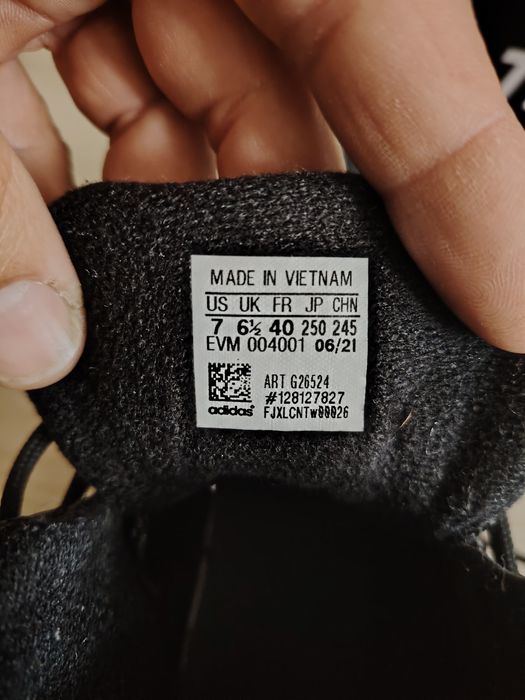 MADE IN VIETNAM
US UK FR JP CHN
7 6½ 40 250 245
EVM 004001 06/21
ART G26524
#128127827
adidas FJXLCNTw00026